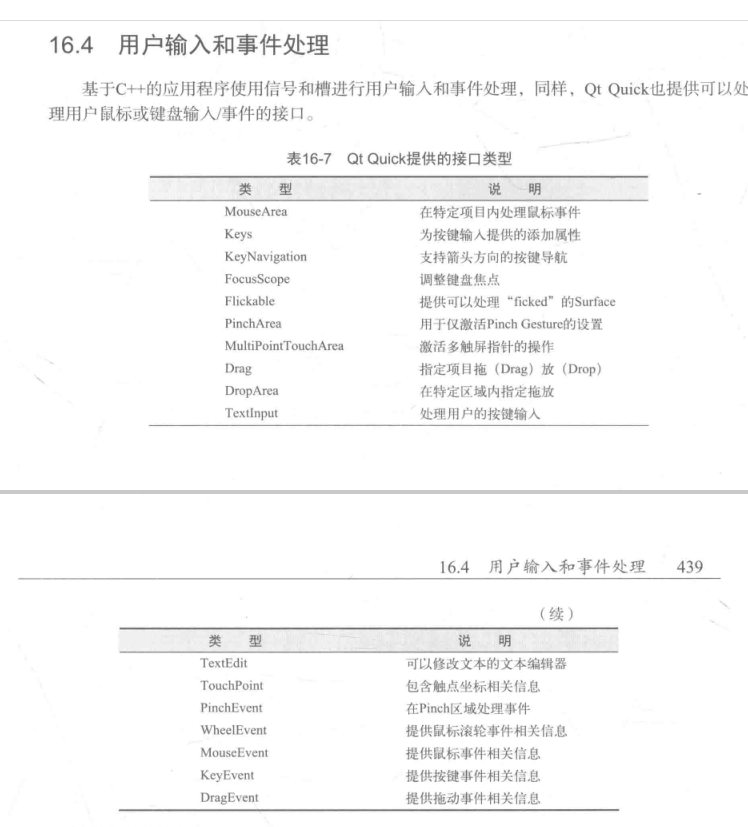 16.4 用户输入和事件处理
基于C++的应用程序使用信号和槽进行用户输入和事件处理，同样，Qt Quick也提供可以处
理用户鼠标或键盘输入/事件的接口。
表16-7 Qt Quick提供的接口类型
类 型 说 明
MouseArea 在特定项目内处理鼠标事件
Keys 为按键输入提供的添加属性
KeyNavigation 支持箭头方向的按键导航
FocusScope 调整键盘焦点
Flickable 提供可以处理“ficked”的Surface
PinchArea 用于仅激活Pinch Gesture的设置
MultiPointTouchArea 激活多触屏指针的操作
Drag 指定项目拖（Drag）放（Drop）
DropArea 在特定区域内指定拖放
TextInput 处理用户的按键输入
16.4 用户输入和事件处理 439
（续）
类 型 说 明
TextEdit 可以修改文本的文本编辑器
TouchPoint 包含触点坐标相关信息
PinchEvent 在Pinch区域处理事件
WheelEvent 提供鼠标滚轮事件相关信息
MouseEvent 提供鼠标事件相关信息
KeyEvent 提供按键事件相关信息
DragEvent 提供拖动事件相关信息